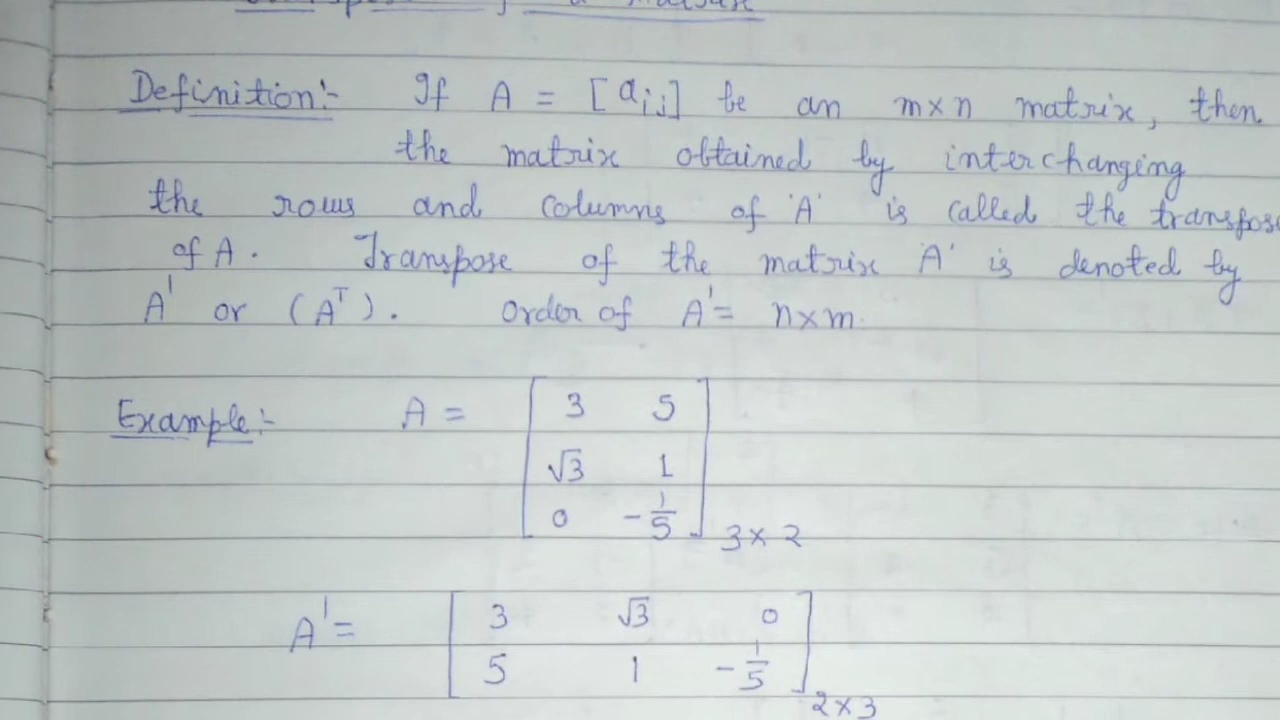 a
Definition:- If A = [aij] be an m×n matrix, then
the matrix obtained by interchanging
the rows and columns of 'A' is called the transpos
of A. Transpose of the matrix 'A' is denoted by
A' or (Aᵀ). Order of A' = n×m.
Example:- A = [3 5
√3 1
0 -1/5] 3×2
A' = [3 √3 0
5 1 -1/5] 2×3